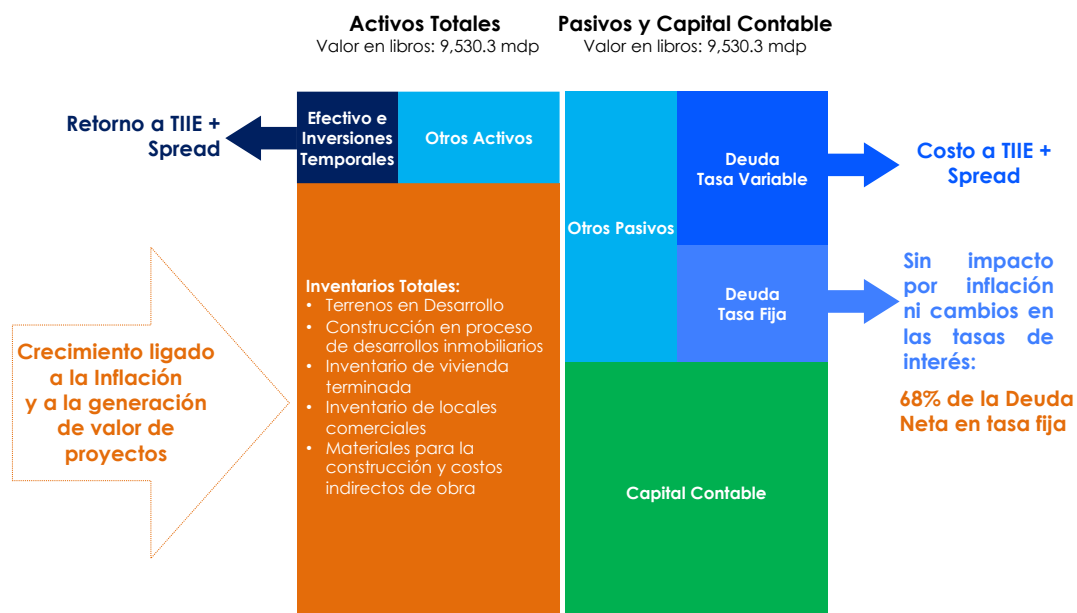 Activos Totales
Valor en libros: 9,530.3 mdp
Pasivos y Capital Contable
Valor en libros: 9,530.3 mdp
Retorno a TIIE +
Spread
Efectivo e
Inversiones
Temporales
Otros Activos
Otros Pasivos
Deuda
Tasa Variable
Costo a TIIE +
Spread
Deuda
Tasa Fija
Sin impacto
por inflación
ni cambios en
las tasas de
interés:
68% de la Deuda
Neta en tasa fija
Crecimiento ligado
a la Inflación
y a la generación
de valor de
proyectos
Inventarios Totales:
• Terrenos en Desarrollo
• Construcción en proceso
de desarrollos inmobiliarios
• Inventario de vivienda
terminada
• Inventario de locales
comerciales
• Materiales para la
construcción y costos
indirectos de obra
Capital Contable